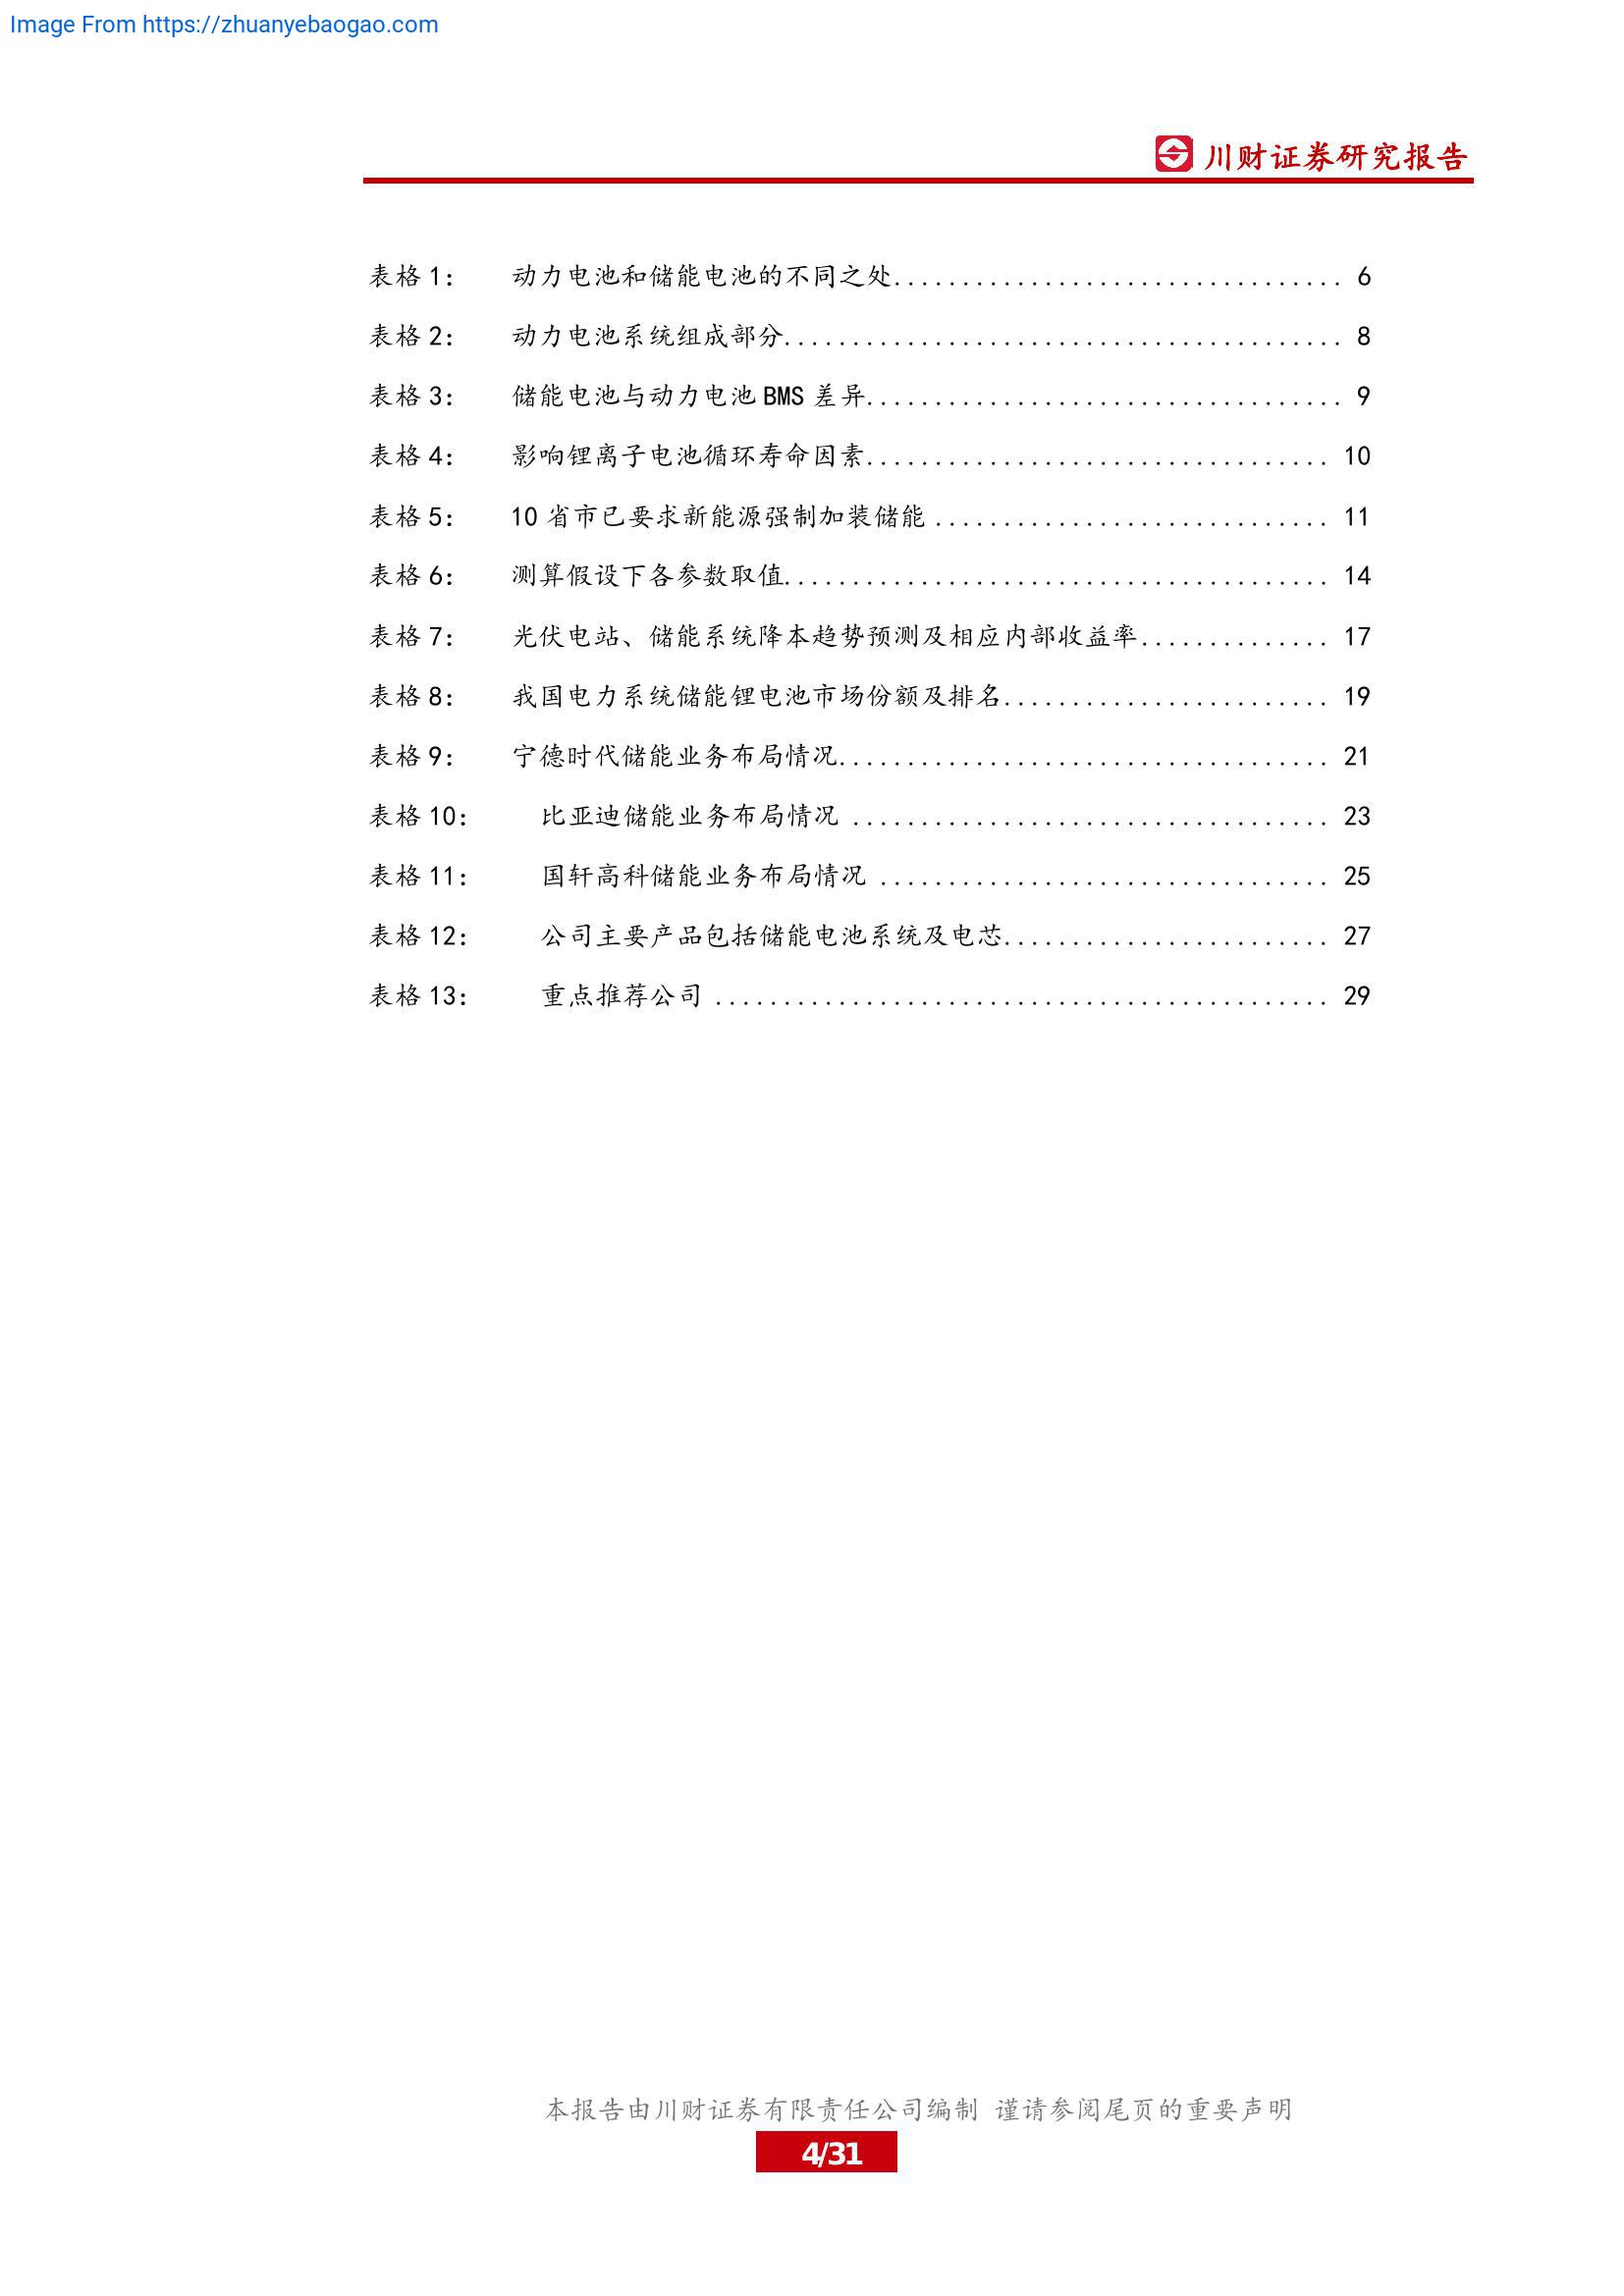 Image From https://zhuanyebaogao.com
川财证券研究报告
表格 1: 动力电池和储能电池的不同之处................................. 6
表格 2: 动力电池系统组成部分......................................... 8
表格 3: 储能电池与动力电池 BMS 差异................................... 9
表格 4: 影响锂离子电池循环寿命因素.................................. 10
表格 5: 10 省市已要求新能源强制加装储能 ............................. 11
表格 6: 测算假设下各参数取值........................................ 14
表格 7: 光伏电站、储能系统降本趋势预测及相应内部收益率.............. 17
表格 8: 我国电力系统储能锂电池市场份额及排名........................ 19
表格 9: 宁德时代储能业务布局情况.................................... 21
表格 10: 比亚迪储能业务布局情况 ................................... 23
表格 11: 国轩高科储能业务布局情况 ................................. 25
表格 12: 公司主要产品包括储能电池系统及电芯........................ 27
表格 13: 重点推荐公司 ............................................. 29
本报告由川财证券有限责任公司编制 谨请参阅尾页的重要声明
4/31